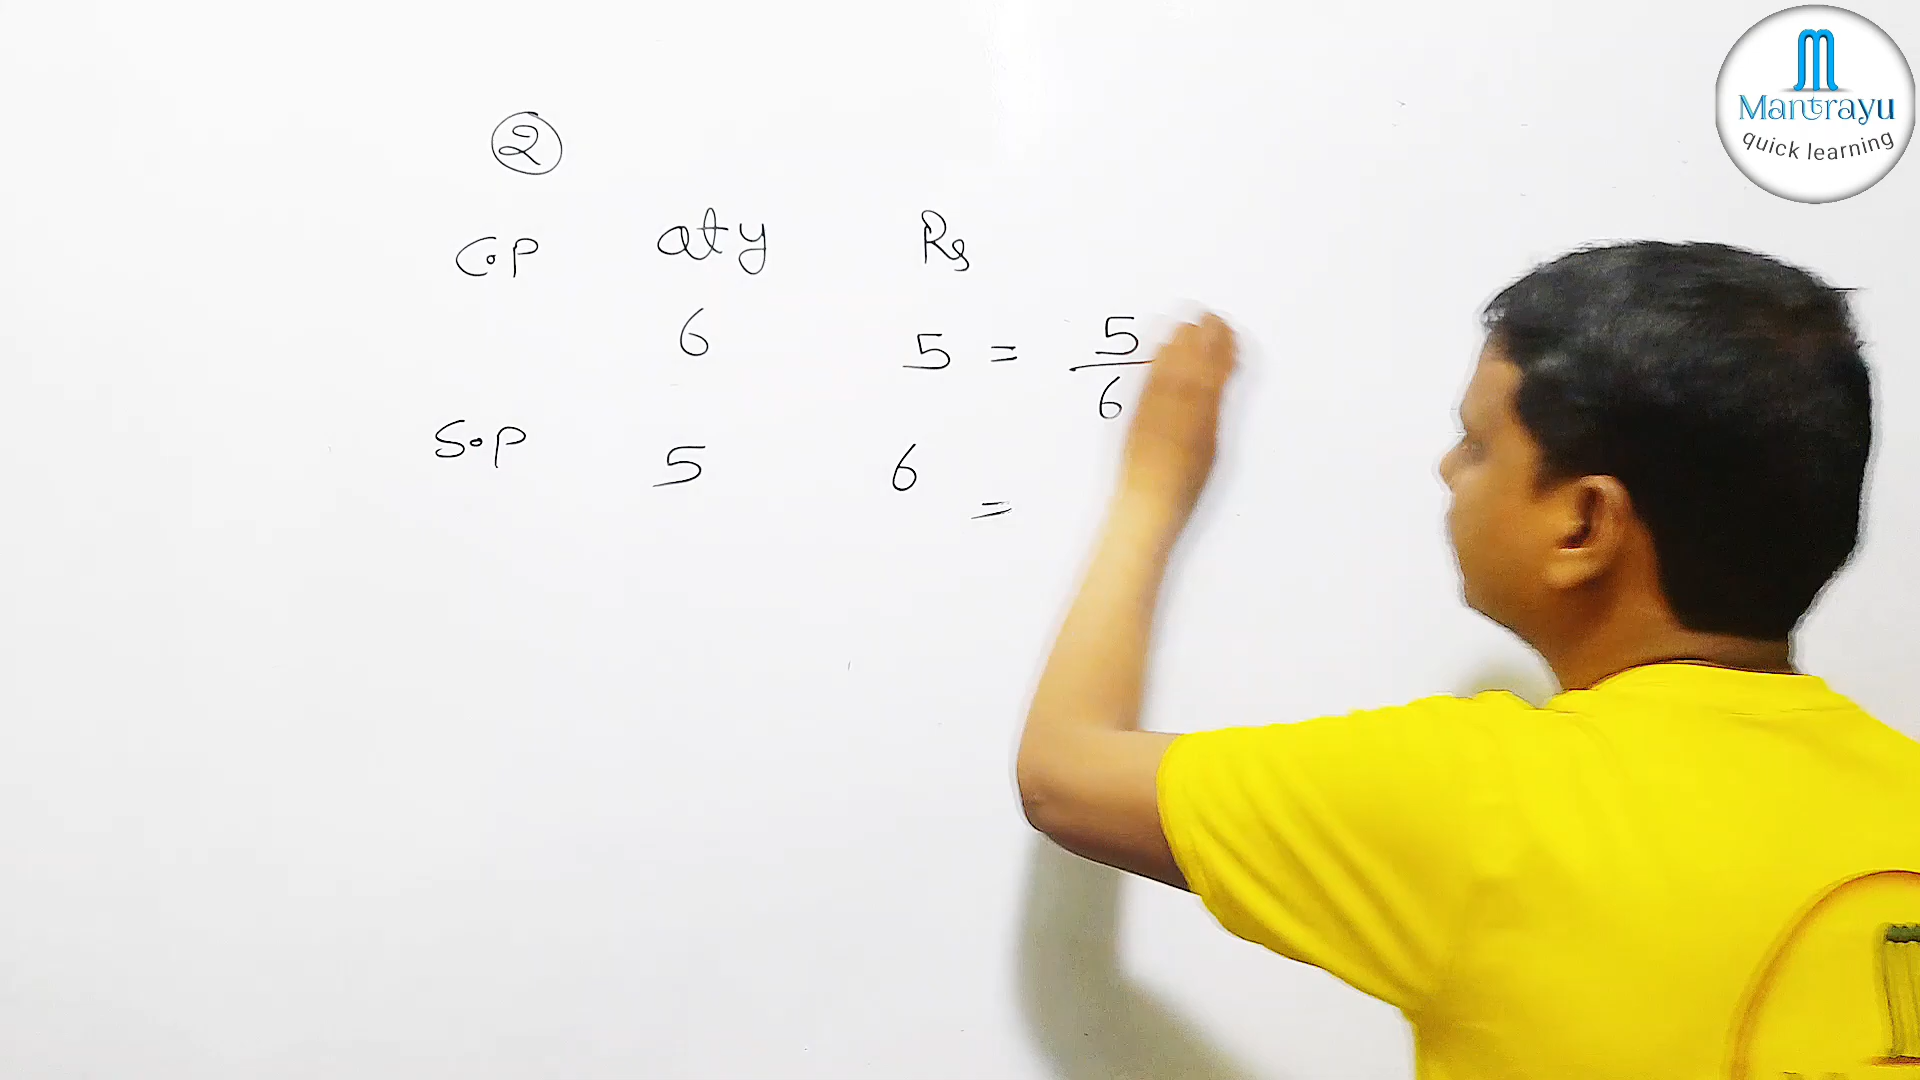 Mantrayu
quick learning
2
C.P qty Rs
6 5 = 5/6
S.P 5 6 =